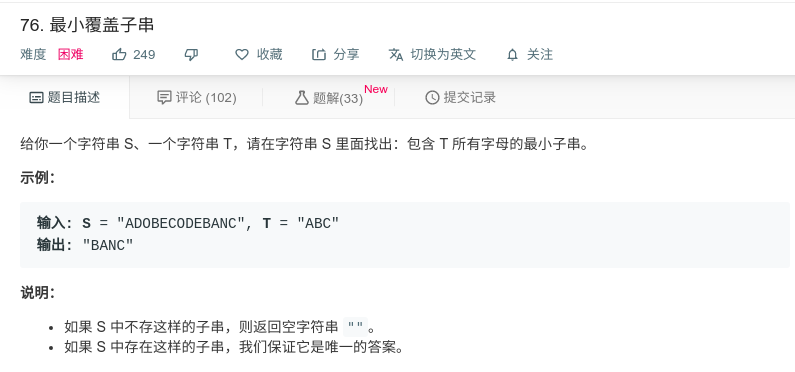 76. 最小覆盖子串
难度 困难 249 收藏 分享 切换为英文 关注
题目描述 评论 (102) 题解(33) New 提交记录
给你一个字符串 S、一个字符串 T，请在字符串 S 里面找出：包含 T 所有字母的最小子串。
示例：
输入: S = "ADOBECODEBANC", T = "ABC"
输出: "BANC"
说明：
• 如果 S 中不存在这样的子串，则返回空字符串 ""。
• 如果 S 中存在这样的子串，我们保证它是唯一的答案。